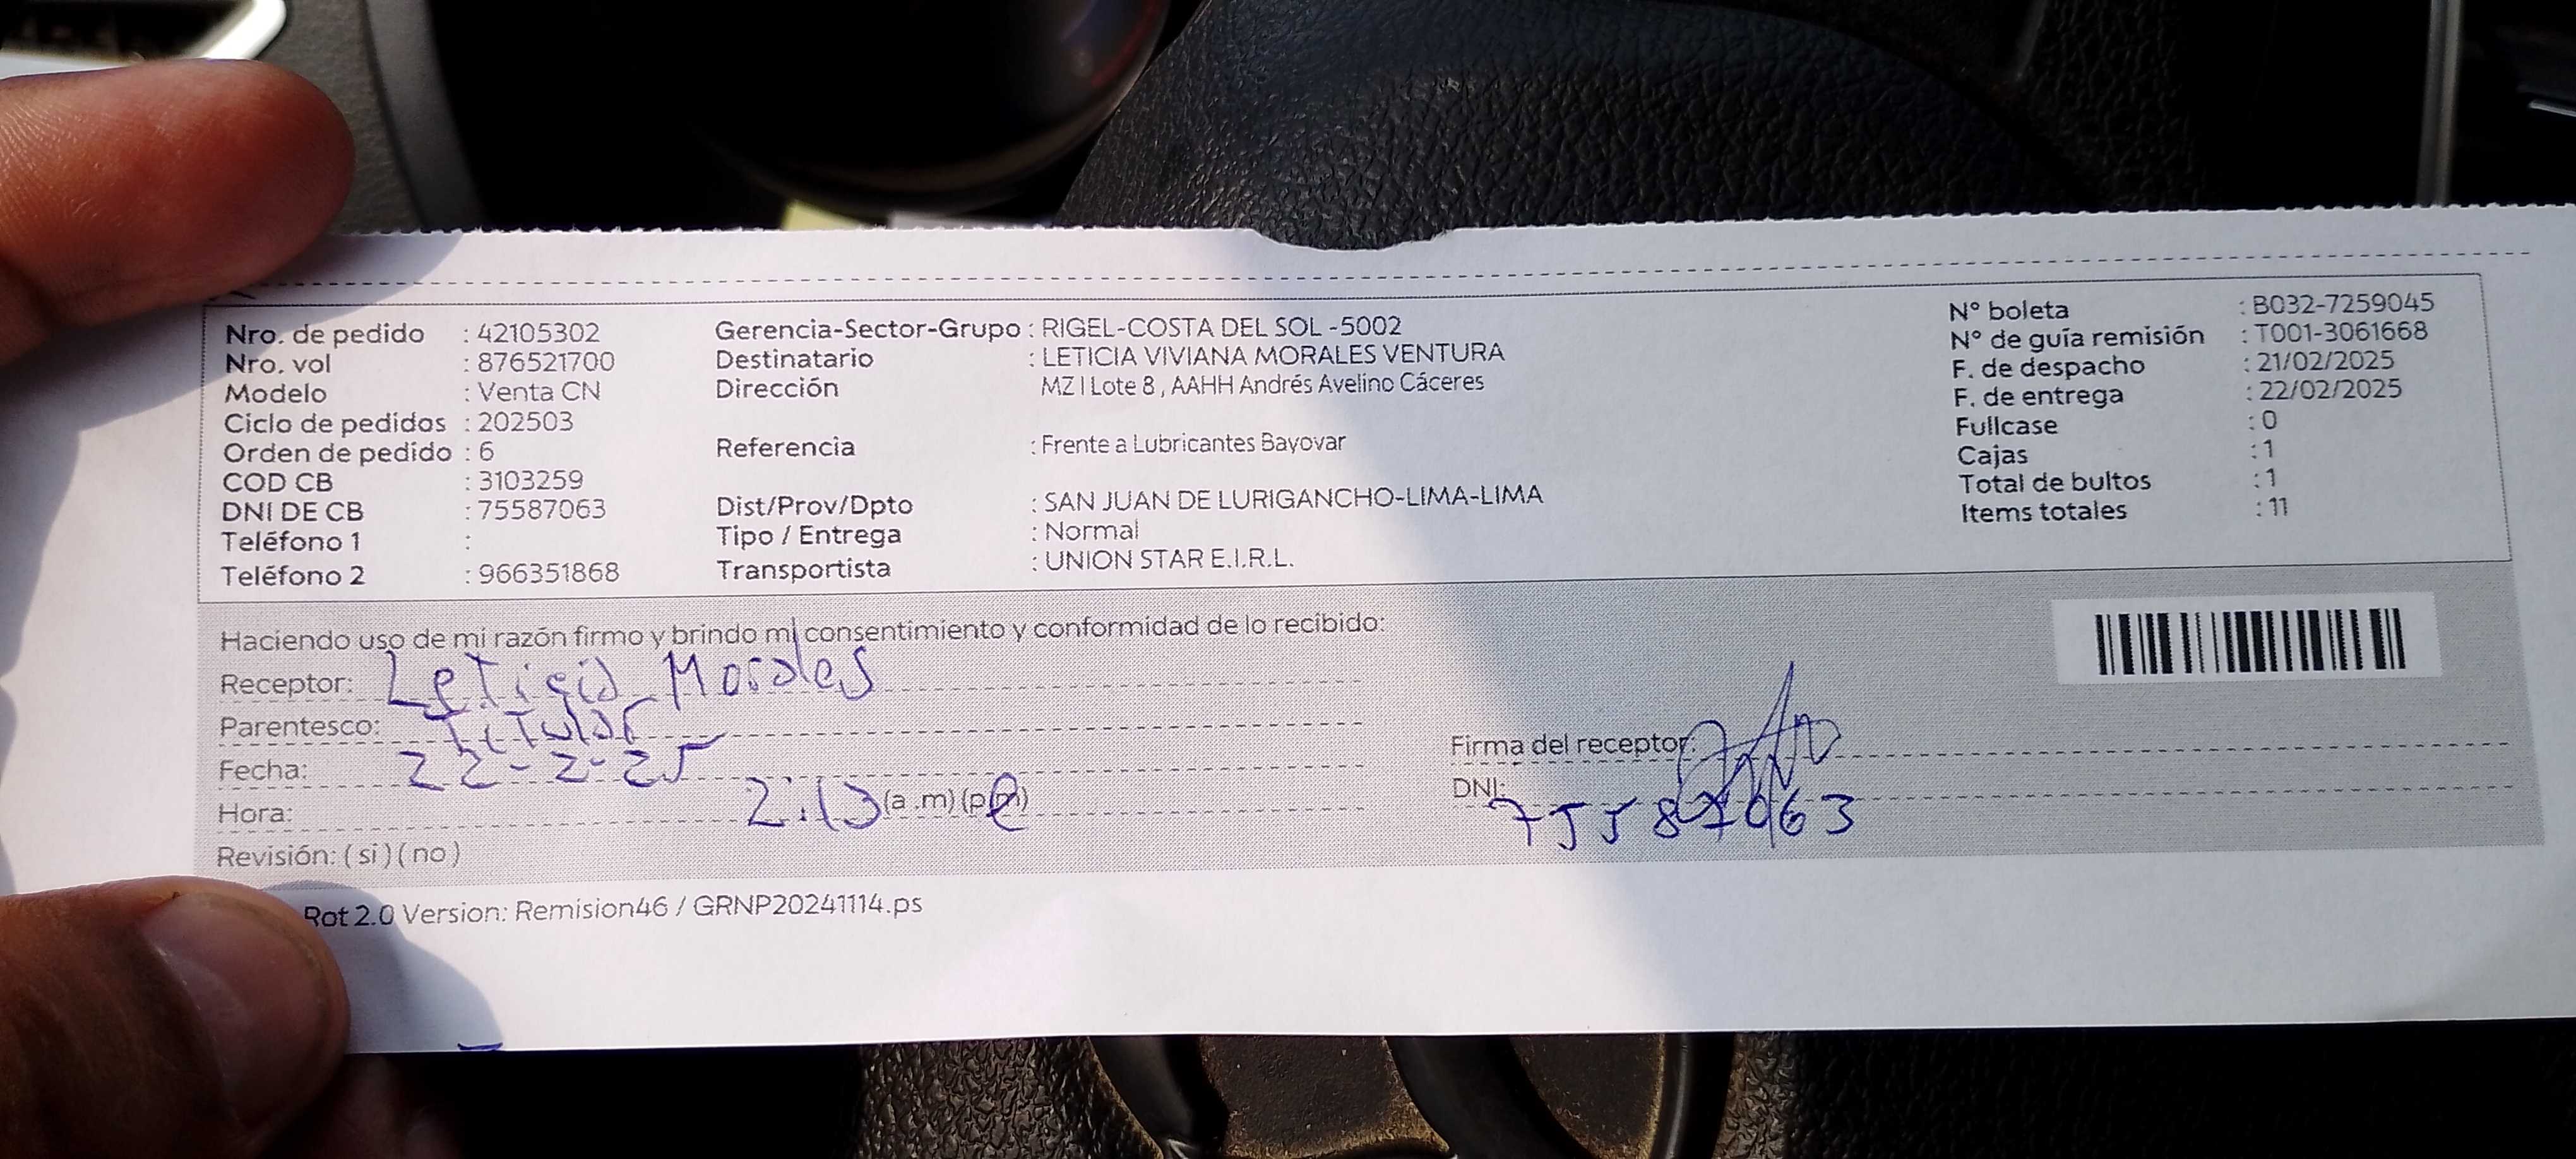 Nro. de pedido : 42105302
Nro. vol : 876521700
Modelo : Venta CN
Ciclo de pedidos : 202503
Orden de pedido : 6
COD CB : 3103259
DNI DE CB : 75587063
Teléfono 1 :
Teléfono 2 : 966351868
Gerencia-Sector-Grupo : RIGEL-COSTA DEL SOL -5002
Destinatario : LETICIA VIVIANA MORALES VENTURA
Dirección MZ I Lote 8 , AAHH Andrés Avelino Cáceres
Referencia : Frente a Lubricantes Bayovar
Dist/Prov/Dpto : SAN JUAN DE LURIGANCHO-LIMA-LIMA
Tipo / Entrega : Normal
Transportista : UNION STAR E.I.R.L.
N° boleta : B032-7259045
N° de guía remisión : T001-3061668
F. de despacho : 21/02/2025
F. de entrega : 22/02/2025
Fullcase : 0
Cajas : 1
Total de bultos : 1
Items totales : 11
Haciendo uso de mi razón firmo y brindo mi consentimiento y conformidad de lo recibido:
Receptor: Leticia Morales
Parentesco: Titular
Fecha: 22-2-25
Hora: 2:13 (a .m) (p.m)
Revisión: ( si ) ( no )
Firma del receptor:
DNI: 75587063
Rot 2.0 Version: Remision46 / GRNP20241114.ps